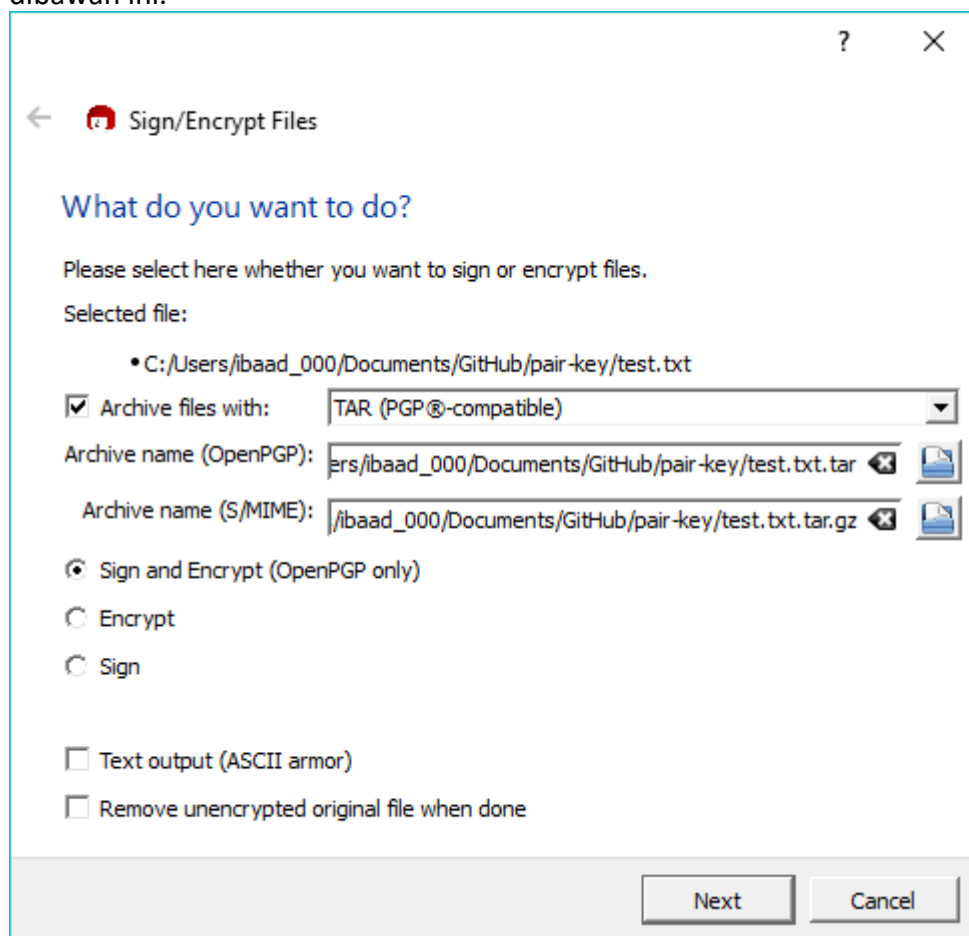 dibawah ini.
?
Sign/Encrypt Files
What do you want to do?
Please select here whether you want to sign or encrypt files.
Selected file:
• C:/Users/ibaad_000/Documents/GitHub/pair-key/test.txt
Archive files with: TAR (PGP®-compatible)
Archive name (OpenPGP): ers/ibaad_000/Documents/GitHub/pair-key/test.txt.tar
Archive name (S/MIME): /ibaad_000/Documents/GitHub/pair-key/test.txt.tar.gz
Sign and Encrypt (OpenPGP only)
Encrypt
Sign
Text output (ASCII armor)
Remove unencrypted original file when done
Next Cancel